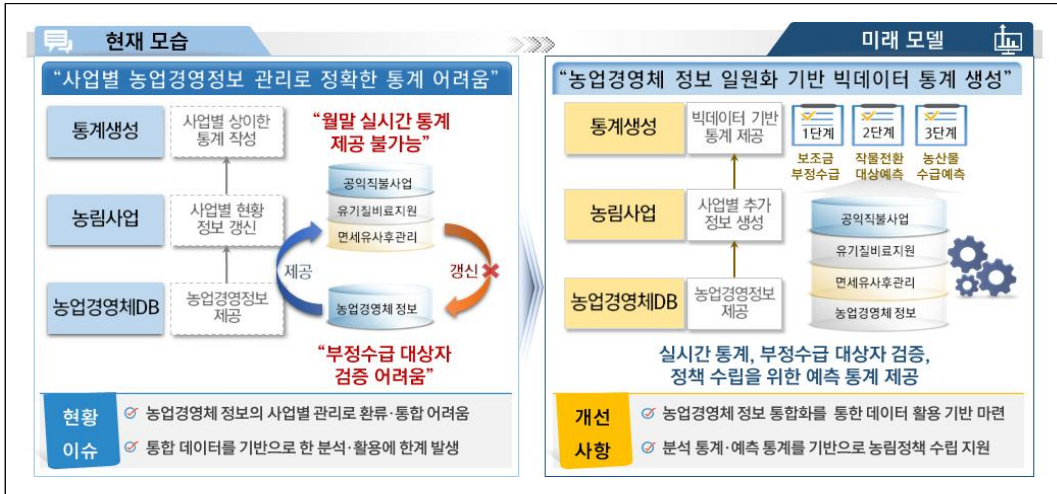 현재 모습
“사업별 농업경영정보 관리로 정확한 통계 어려움”
통계생성
사업별 상이한
통계 작성
“월말 실시간 통계
제공 불가능”
공익직불사업
유기질비료지원
면세유사후관리
농림사업
사업별 현황
정보 갱신
제공
갱신
농업경영체DB
농업경영정보
제공
농업경영체 정보
“부정수급 대상자
검증 어려움”
현황
이슈
농업경영체 정보의 사업별 관리로 환류·통합 어려움
통합 데이터를 기반으로 한 분석·활용에 한계 발생
미래 모델
“농업경영체 정보 일원화 기반 빅데이터 통계 생성”
통계생성
빅데이터 기반
통계 제공
1단계
2단계
3단계
보조금
부정수급
작물전환
대상예측
농산물
수급예측
농림사업
사업별 추가
정보 생성
공익직불사업
유기질비료지원
면세유사후관리
농업경영체 정보
농업경영체DB
농업경영정보
제공
실시간 통계, 부정수급 대상자 검증,
정책 수립을 위한 예측 통계 제공
개선
사항
농업경영체 정보 통합화를 통한 데이터 활용 기반 마련
분석 통계·예측 통계를 기반으로 농림정책 수립 지원